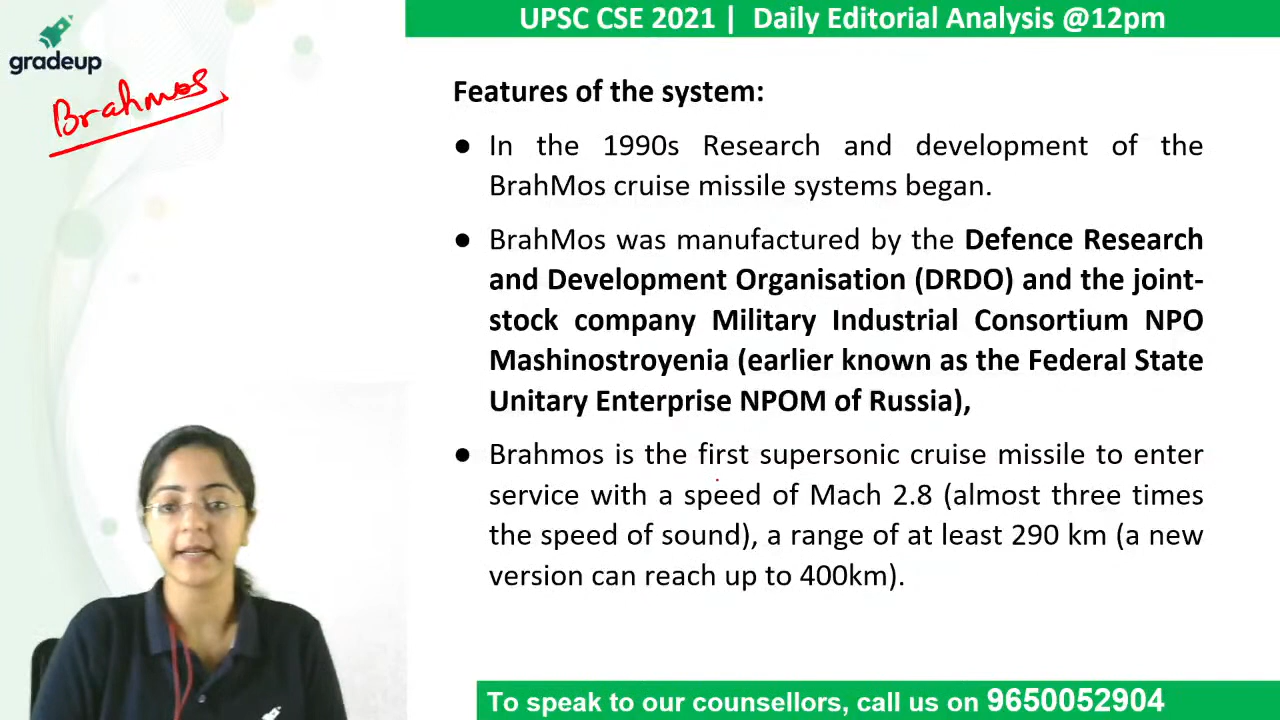 UPSC CSE 2021 | Daily Editorial Analysis @12pm
gradeup
Brahmos
Features of the system:
● In the 1990s Research and development of the
BrahMos cruise missile systems began.
● BrahMos was manufactured by the Defence Research
and Development Organisation (DRDO) and the joint-
stock company Military Industrial Consortium NPO
Mashinostroyenia (earlier known as the Federal State
Unitary Enterprise NPOM of Russia),
● Brahmos is the first supersonic cruise missile to enter
service with a speed of Mach 2.8 (almost three times
the speed of sound), a range of at least 290 km (a new
version can reach up to 400km).
To speak to our counsellors, call us on 9650052904